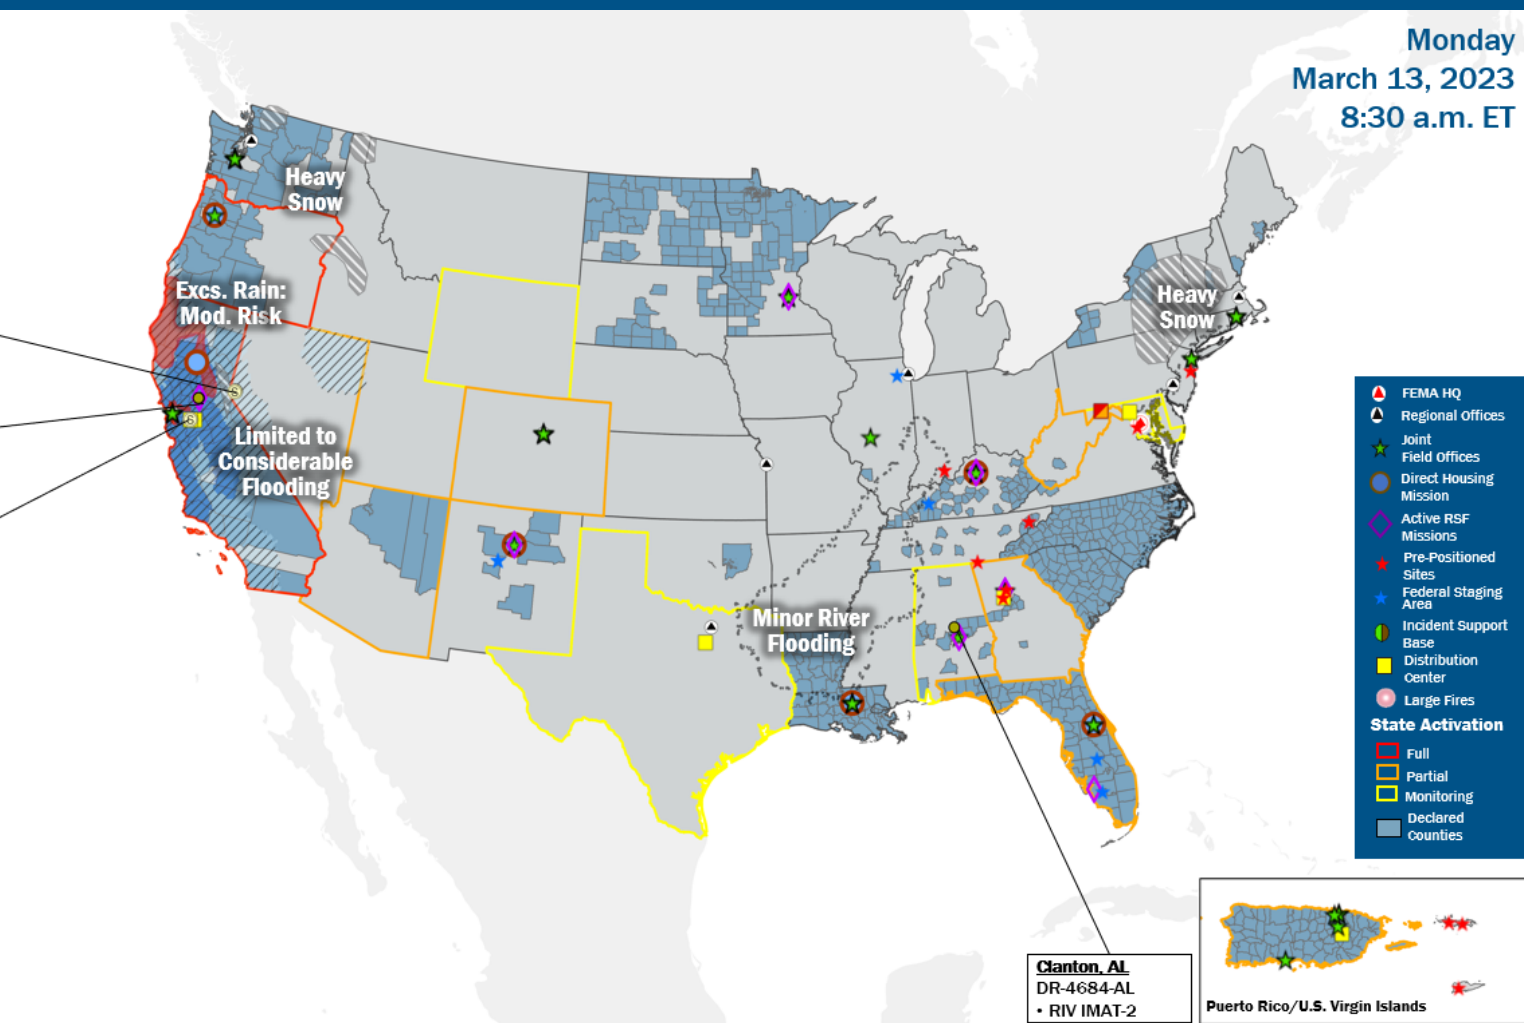 Monday
March 13, 2023
8:30 a.m. ET
Heavy
Snow
Excs. Rain:
Mod. Risk
Limited to
Considerable
Flooding
Heavy
Snow
Minor River
Flooding
S
S
FEMA HQ
Regional Offices
Joint
Field Offices
Direct Housing
Mission
Active RSF
Missions
Pre-Positioned
Sites
Federal Staging
Area
Incident Support
Base
Distribution
Center
Large Fires
State Activation
Full
Partial
Monitoring
Declared
Counties
Clanton, AL
DR-4684-AL
• RIV IMAT-2
Puerto Rico/U.S. Virgin Islands